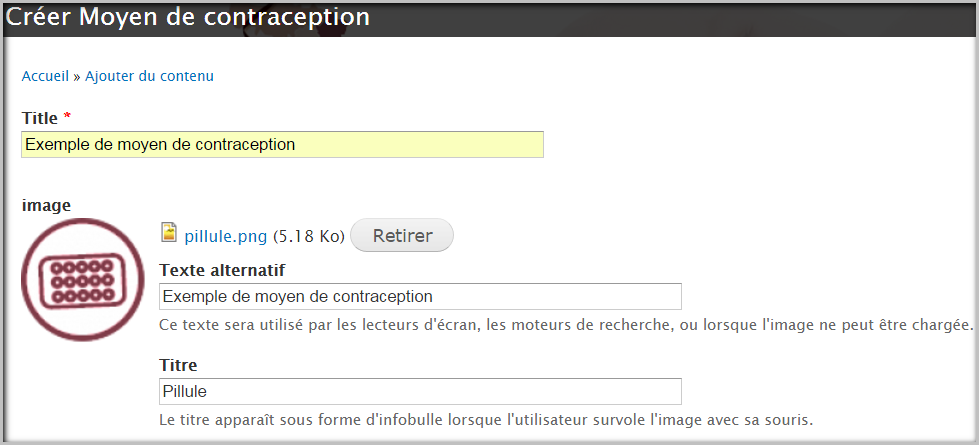 Créer Moyen de contraception
Accueil » Ajouter du contenu
Title *
Exemple de moyen de contraception
image
pillule.png (5.18 Ko) Retirer
Texte alternatif
Exemple de moyen de contraception
Ce texte sera utilisé par les lecteurs d'écran, les moteurs de recherche, ou lorsque l'image ne peut être chargée.
Titre
Pillule
Le titre apparaît sous forme d'infobulle lorsque l'utilisateur survole l'image avec sa souris.